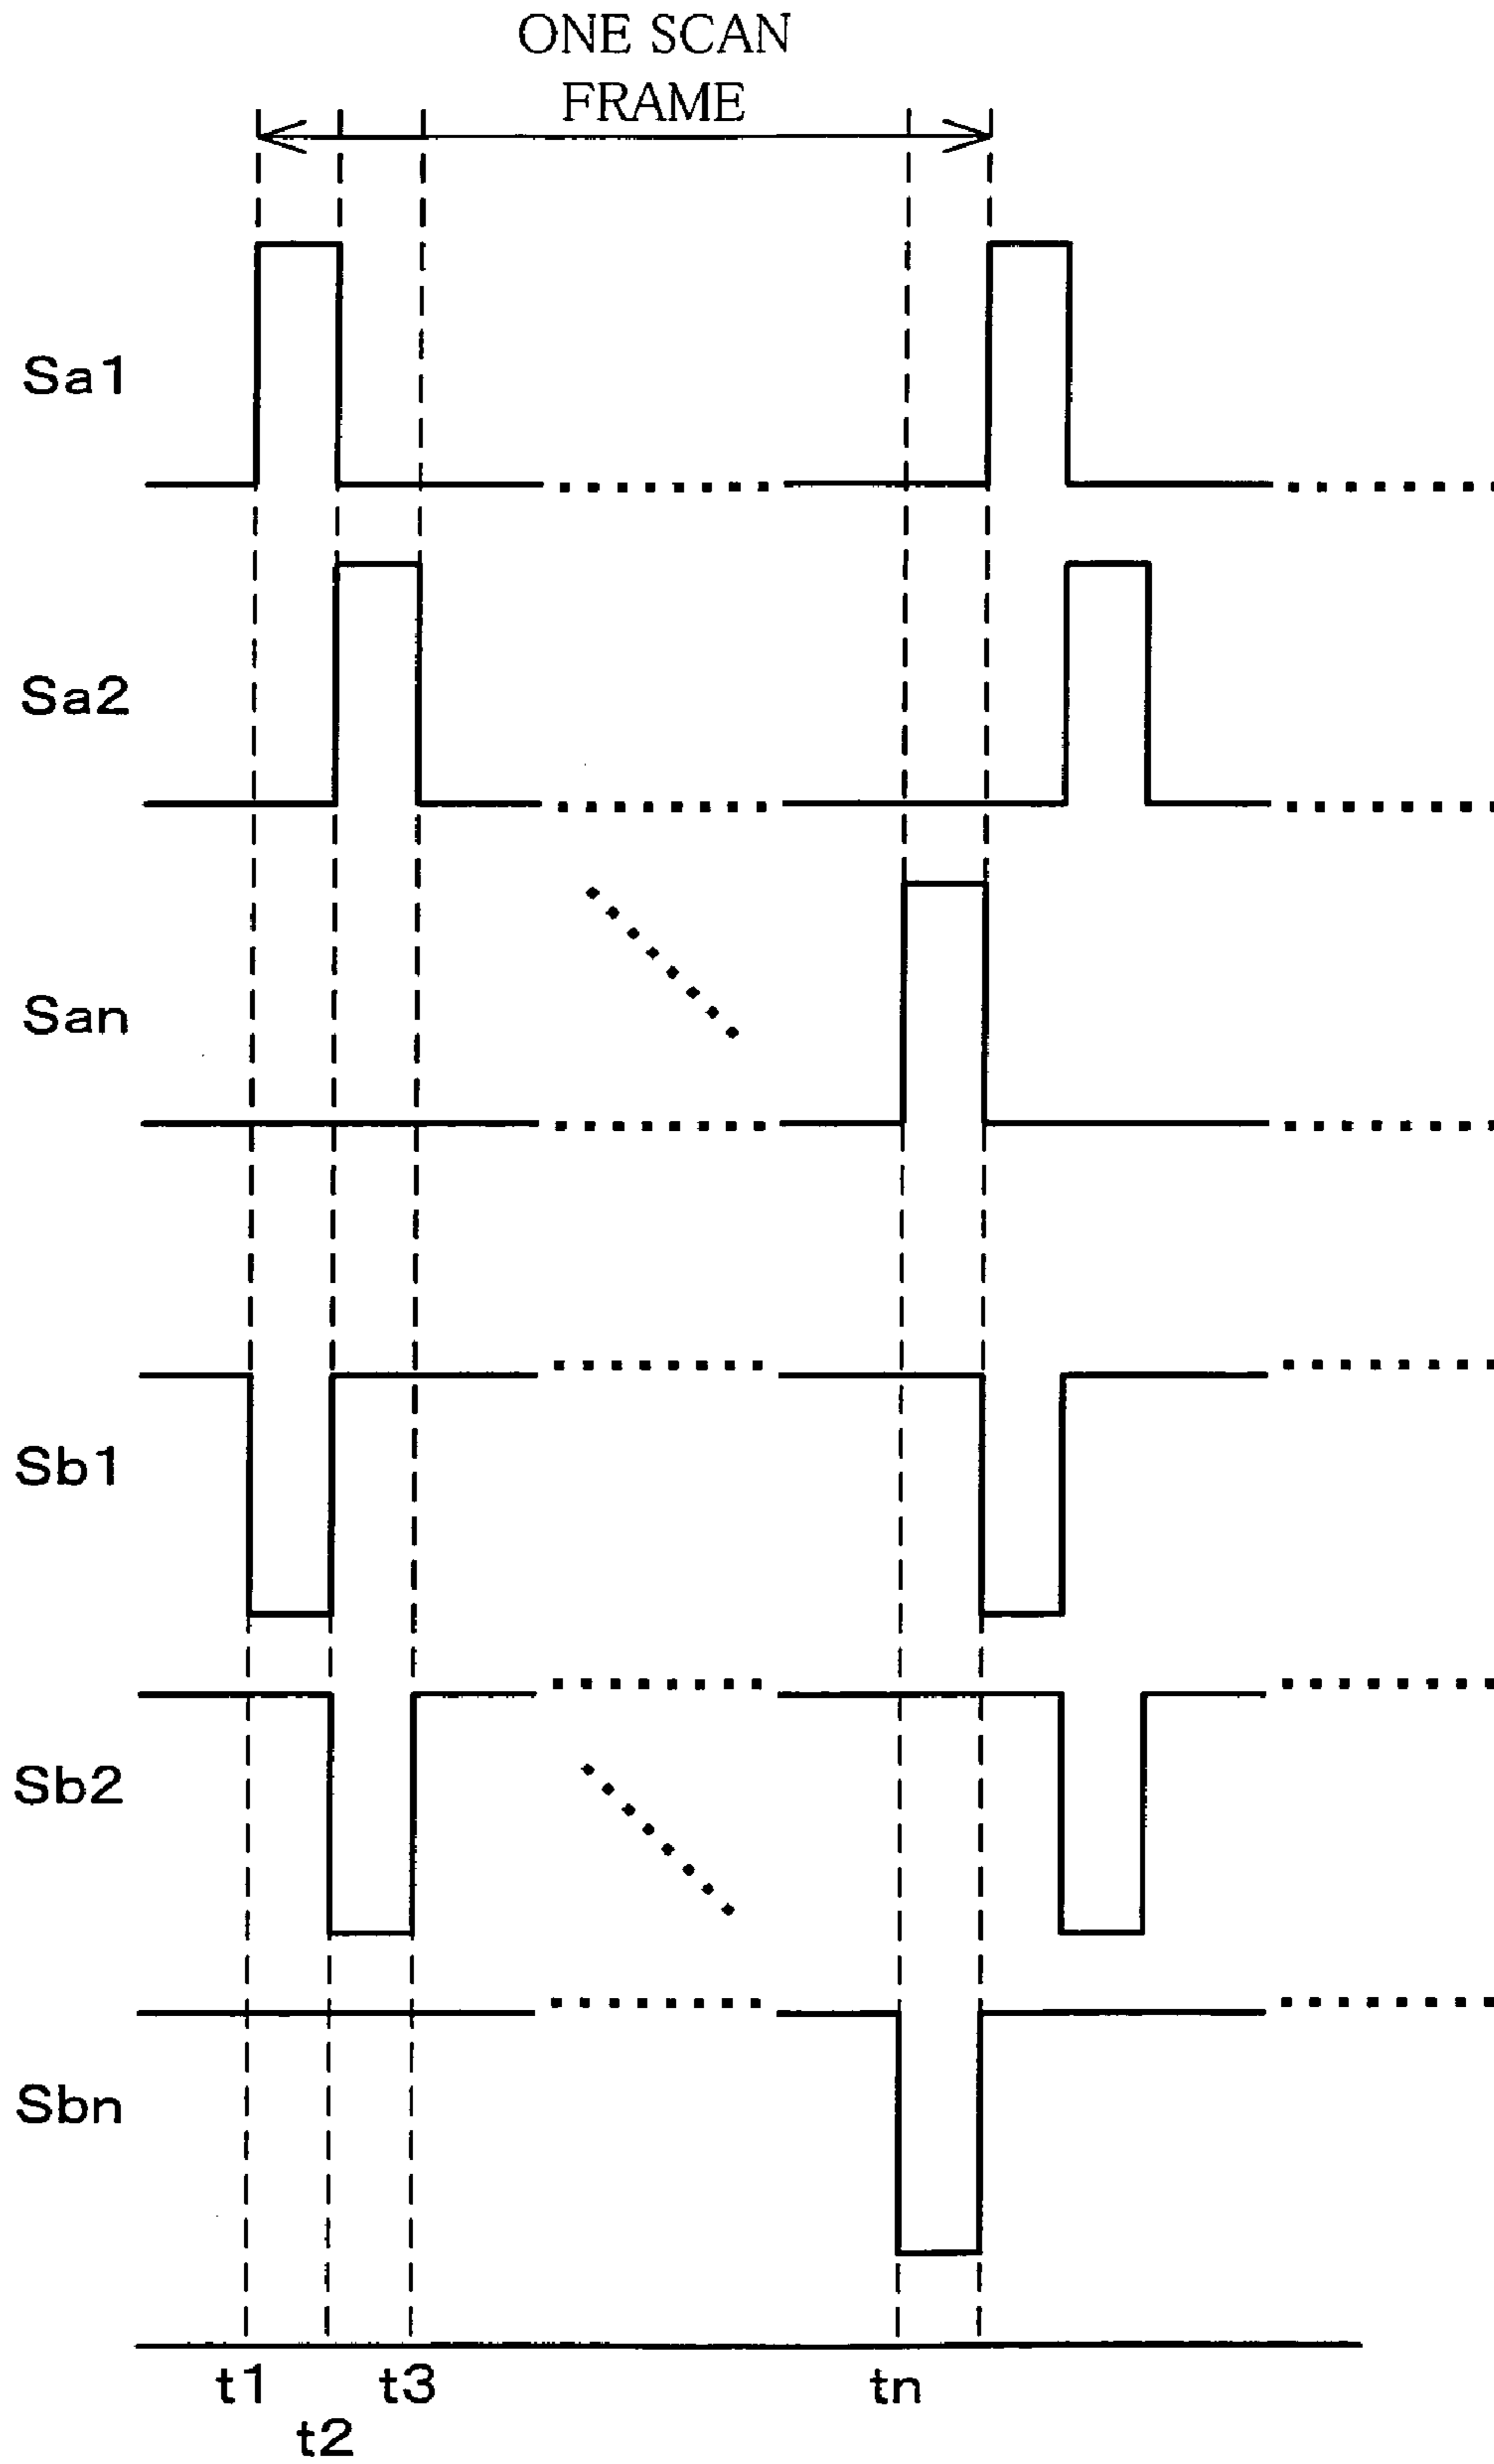 ONE SCAN
FRAME
Sa1
Sa2
San
Sb1
Sb2
Sbn
t1
t2
t3
tn